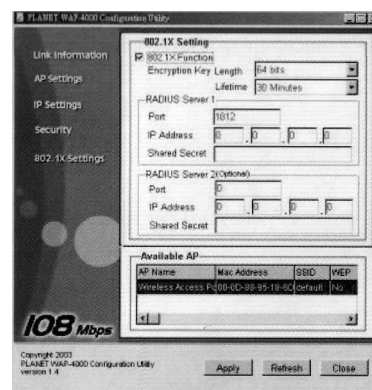 PLANET WAP-4000 Configuration Utility
Link Information
AP Settings
IP Settings
Security
802.1X Settings
802.1X Setting
802.1X Function
Encryption Key Length 64 bits
Lifetime 30 Minutes
RADIUS Server 1
Port 1812
IP Address 0 . 0 . 0 . 0
Shared Secret
RADIUS Server 2(Optional)
Port 0
IP Address 0 . 0 . 0 . 0
Shared Secret
Available AP
AP Name Mac Address SSID WEP
Wireless Access Po default No
108 Mbps
Copyright 2003
PLANET WAP-4000 Configuration Utility
version 1.4
Apply Refresh Close